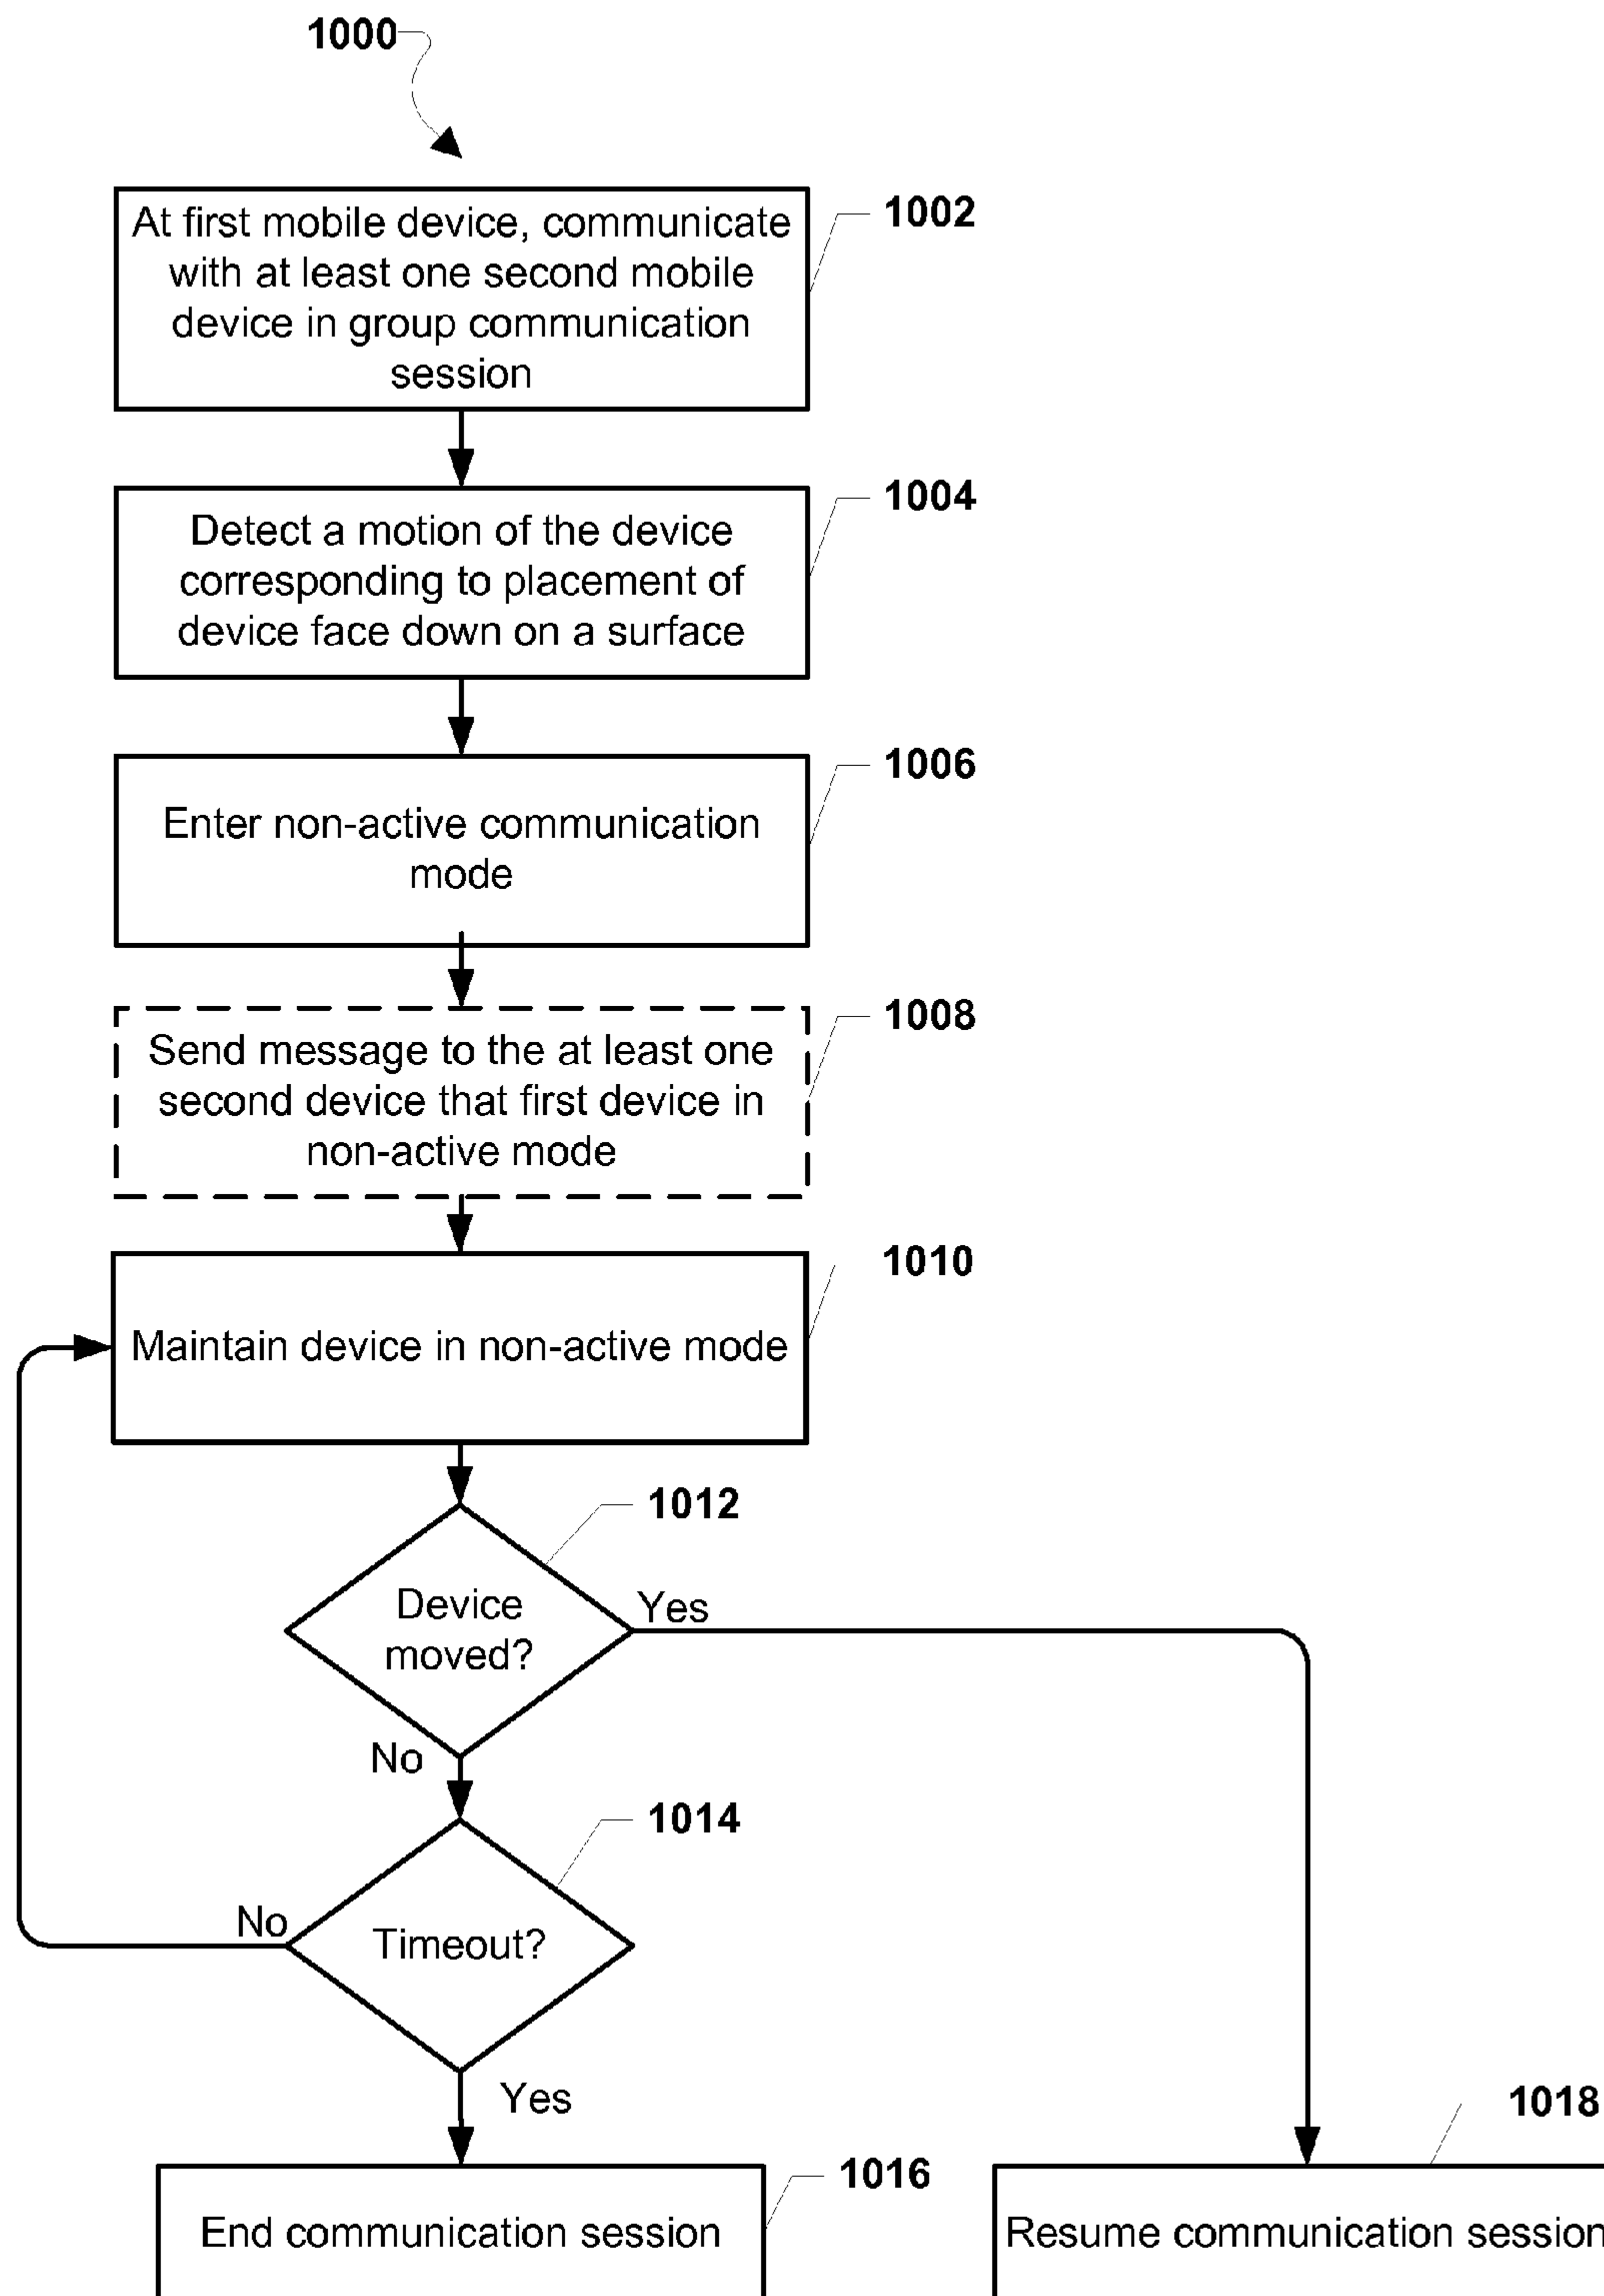 1000
At first mobile device, communicate
with at least one second mobile
device in group communication
session
1002
Detect a motion of the device
corresponding to placement of
device face down on a surface
1004
Enter non-active communication
mode
1006
Send message to the at least one
second device that first device in
non-active mode
1008
Maintain device in non-active mode
1010
Device
moved?
1012
Yes
No
Timeout?
1014
No
Yes
End communication session
1016
Resume communication session
1018